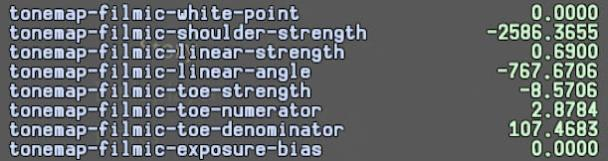 tonemap-filmic-white-point 0.0000
tonemap-filmic-shoulder-strength -2586.3655
tonemap-filmic-linear-strength 0.6900
tonemap-filmic-linear-angle -767.6706
tonemap-filmic-toe-strength -8.5706
tonemap-filmic-toe-numerator 2.8784
tonemap-filmic-toe-denominator 107.4683
tonemap-filmic-exposure-bias 0.0000